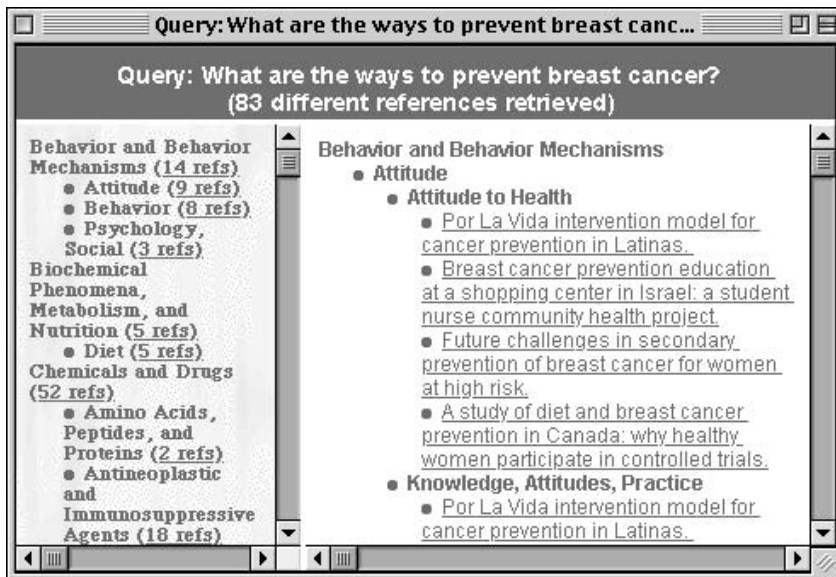 Query: What are the ways to prevent breast canc...
Query: What are the ways to prevent breast cancer?
(83 different references retrieved)
Behavior and Behavior
Mechanisms (14 refs)
● Attitude (9 refs)
● Behavior (8 refs)
● Psychology,
Social (3 refs)
Biochemical
Phenomena,
Metabolism, and
Nutrition (5 refs)
● Diet (5 refs)
Chemicals and Drugs
(52 refs)
● Amino Acids,
Peptides, and
Proteins (2 refs)
● Antineoplastic
and
Immunosuppressive
Agents (18 refs)
Behavior and Behavior Mechanisms
● Attitude
● Attitude to Health
● Por La Vida intervention model for
cancer prevention in Latinas.
● Breast cancer prevention education
at a shopping center in Israel: a student
nurse community health project.
● Future challenges in secondary
prevention of breast cancer for women
at high risk.
● A study of diet and breast cancer
prevention in Canada: why healthy
women participate in controlled trials.
● Knowledge, Attitudes, Practice
● Por La Vida intervention model for
cancer prevention in Latinas.